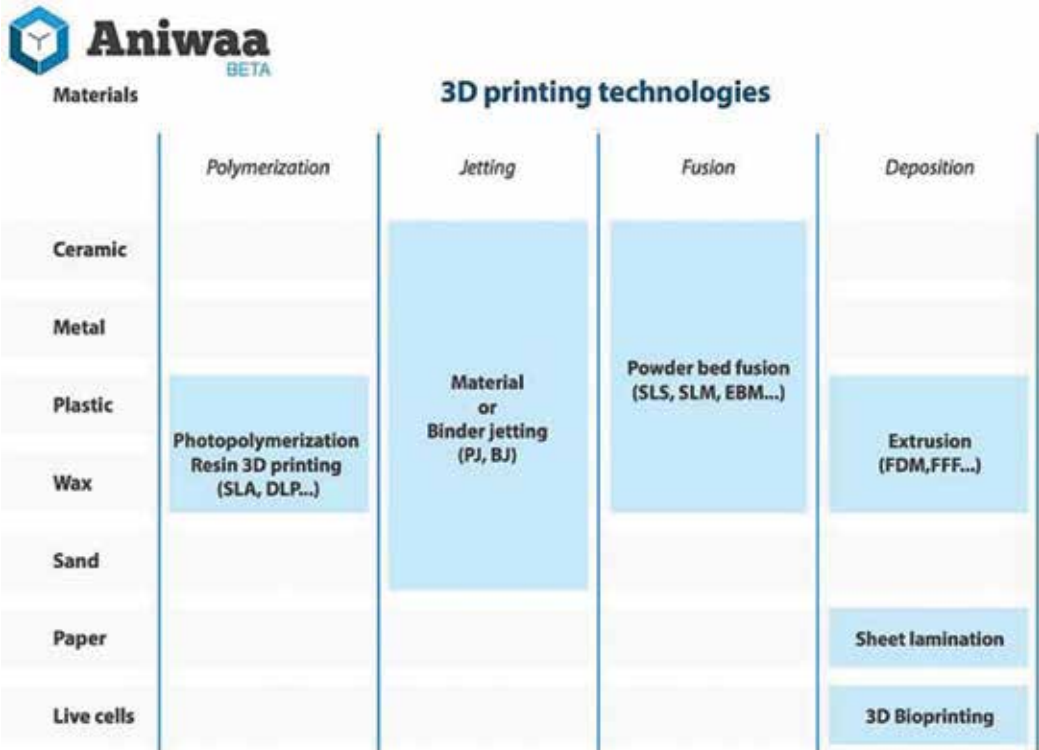 Aniwaa
BETA
Materials
3D printing technologies
Polymerization
Jetting
Fusion
Deposition
Ceramic
Metal
Plastic
Wax
Sand
Paper
Live cells
Photopolymerization
Resin 3D printing
(SLA, DLP...)
Material
or
Binder jetting
(PJ, BJ)
Powder bed fusion
(SLS, SLM, EBM...)
Extrusion
(FDM,FFF...)
Sheet lamination
3D Bioprinting